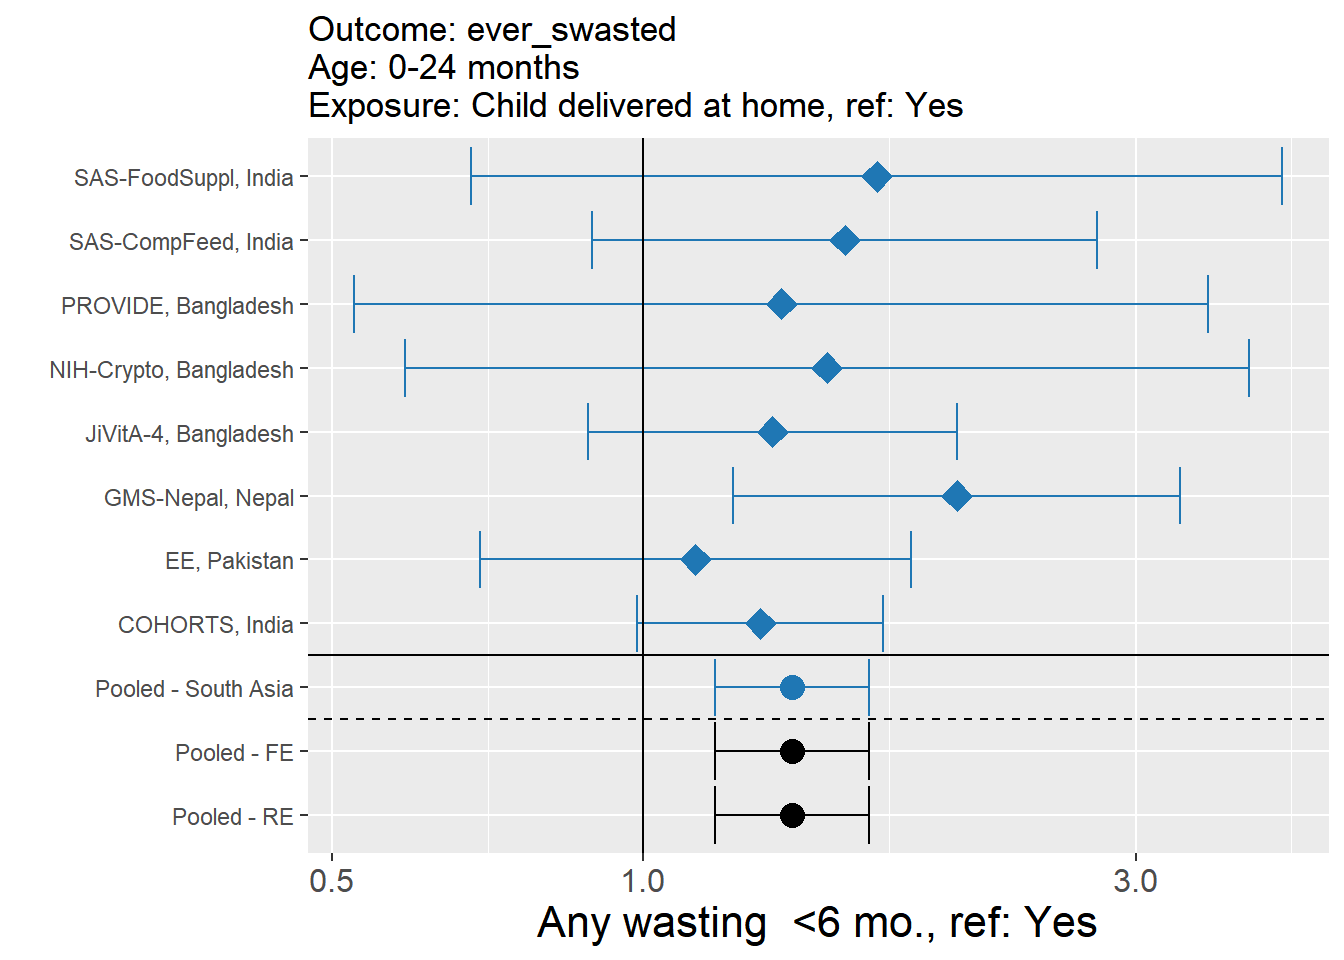 Outcome: ever_swasted
Age: 0-24 months
Exposure: Child delivered at home, ref: Yes
SAS-FoodSuppl, India
SAS-CompFeed, India
PROVIDE, Bangladesh
NIH-Crypto, Bangladesh
JiVitA-4, Bangladesh
GMS-Nepal, Nepal
EE, Pakistan
COHORTS, India
Pooled - South Asia
Pooled - FE
Pooled - RE
0.5 1.0 3.0
Any wasting  <6 mo., ref: Yes